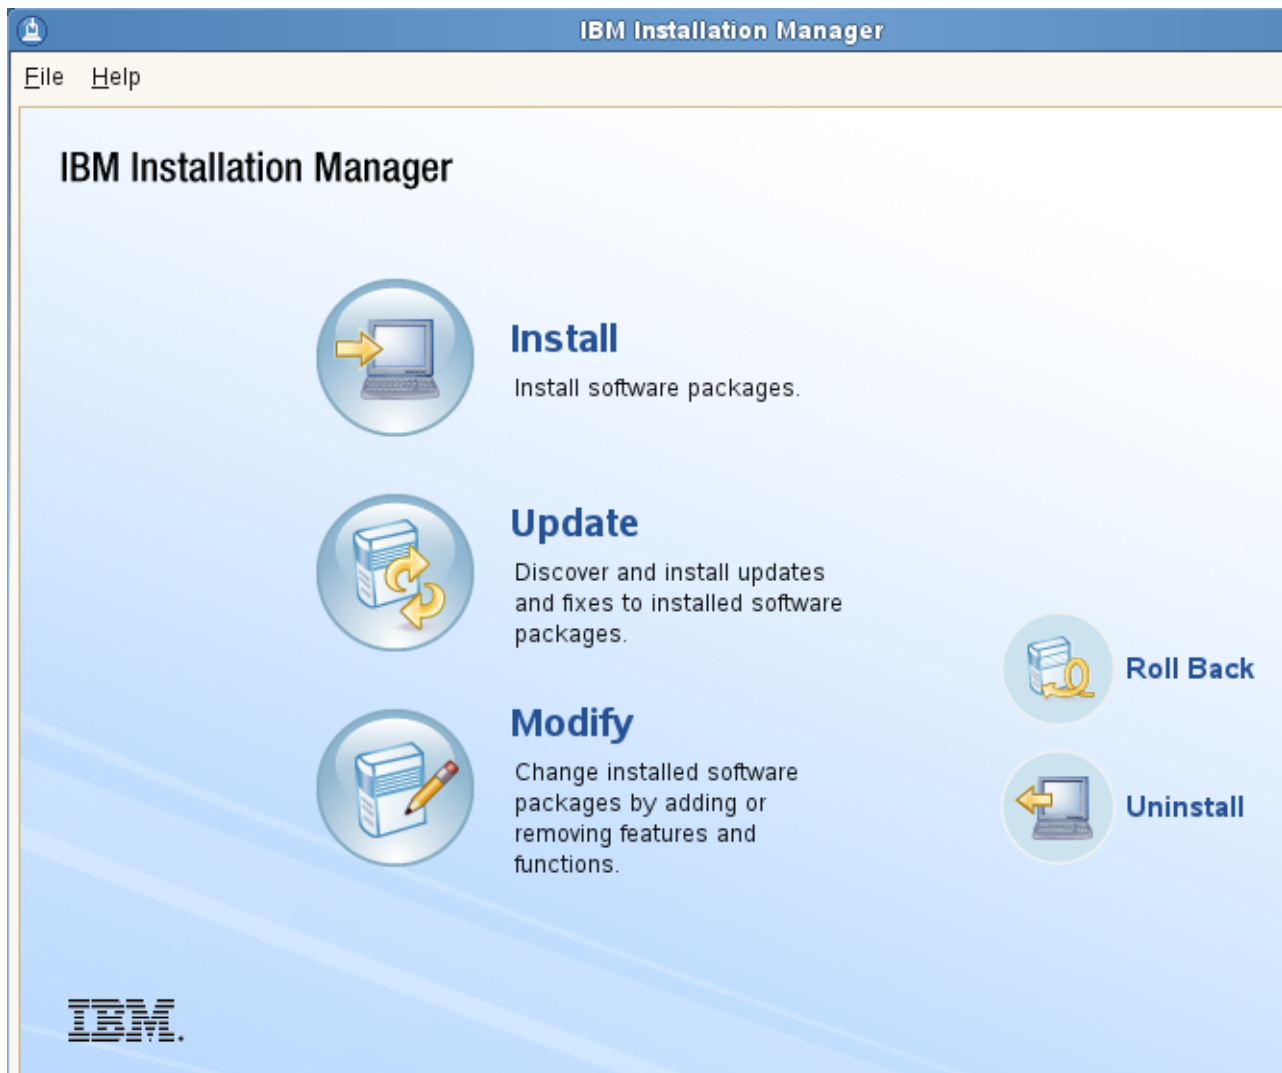 IBM Installation Manager
File Help
IBM Installation Manager
Install
Install software packages.
Update
Discover and install updates
and fixes to installed software
packages.
Modify
Change installed software
packages by adding or
removing features and
functions.
Roll Back
Uninstall
IBM.